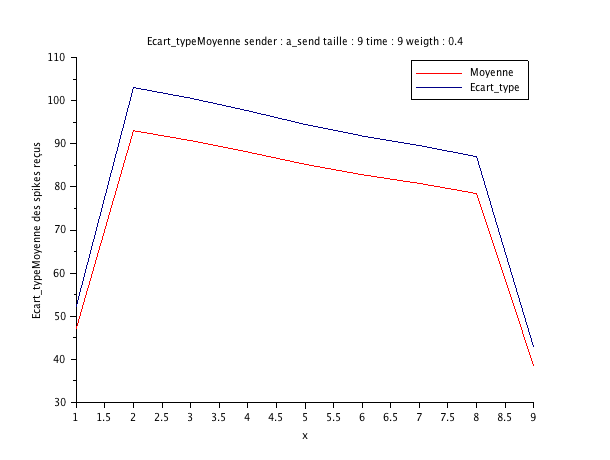 Ecart_typeMoyenne sender : a_send taille : 9 time : 9 weigth : 0.4
110
100
90
80
70
60
50
40
30
Ecart_typeMoyenne des spikes reçus
Moyenne
Ecart_type
1 1.5 2 2.5 3 3.5 4 4.5 5 5.5 6 6.5 7 7.5 8 8.5 9
x